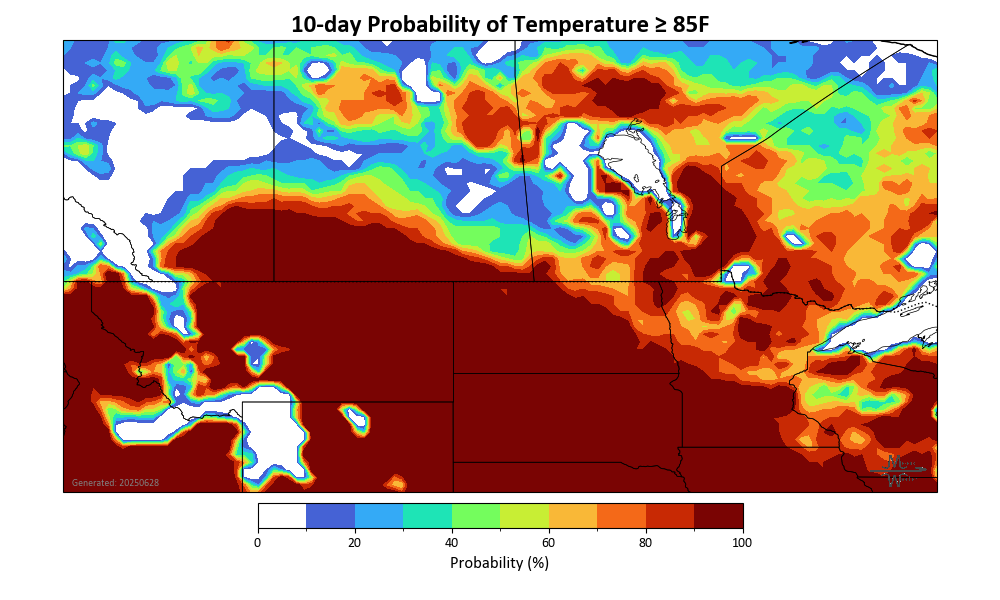 10-day Probability of Temperature ≥ 85F
Generated: 20250628
0 20 40 60 80 100
Probability (%)